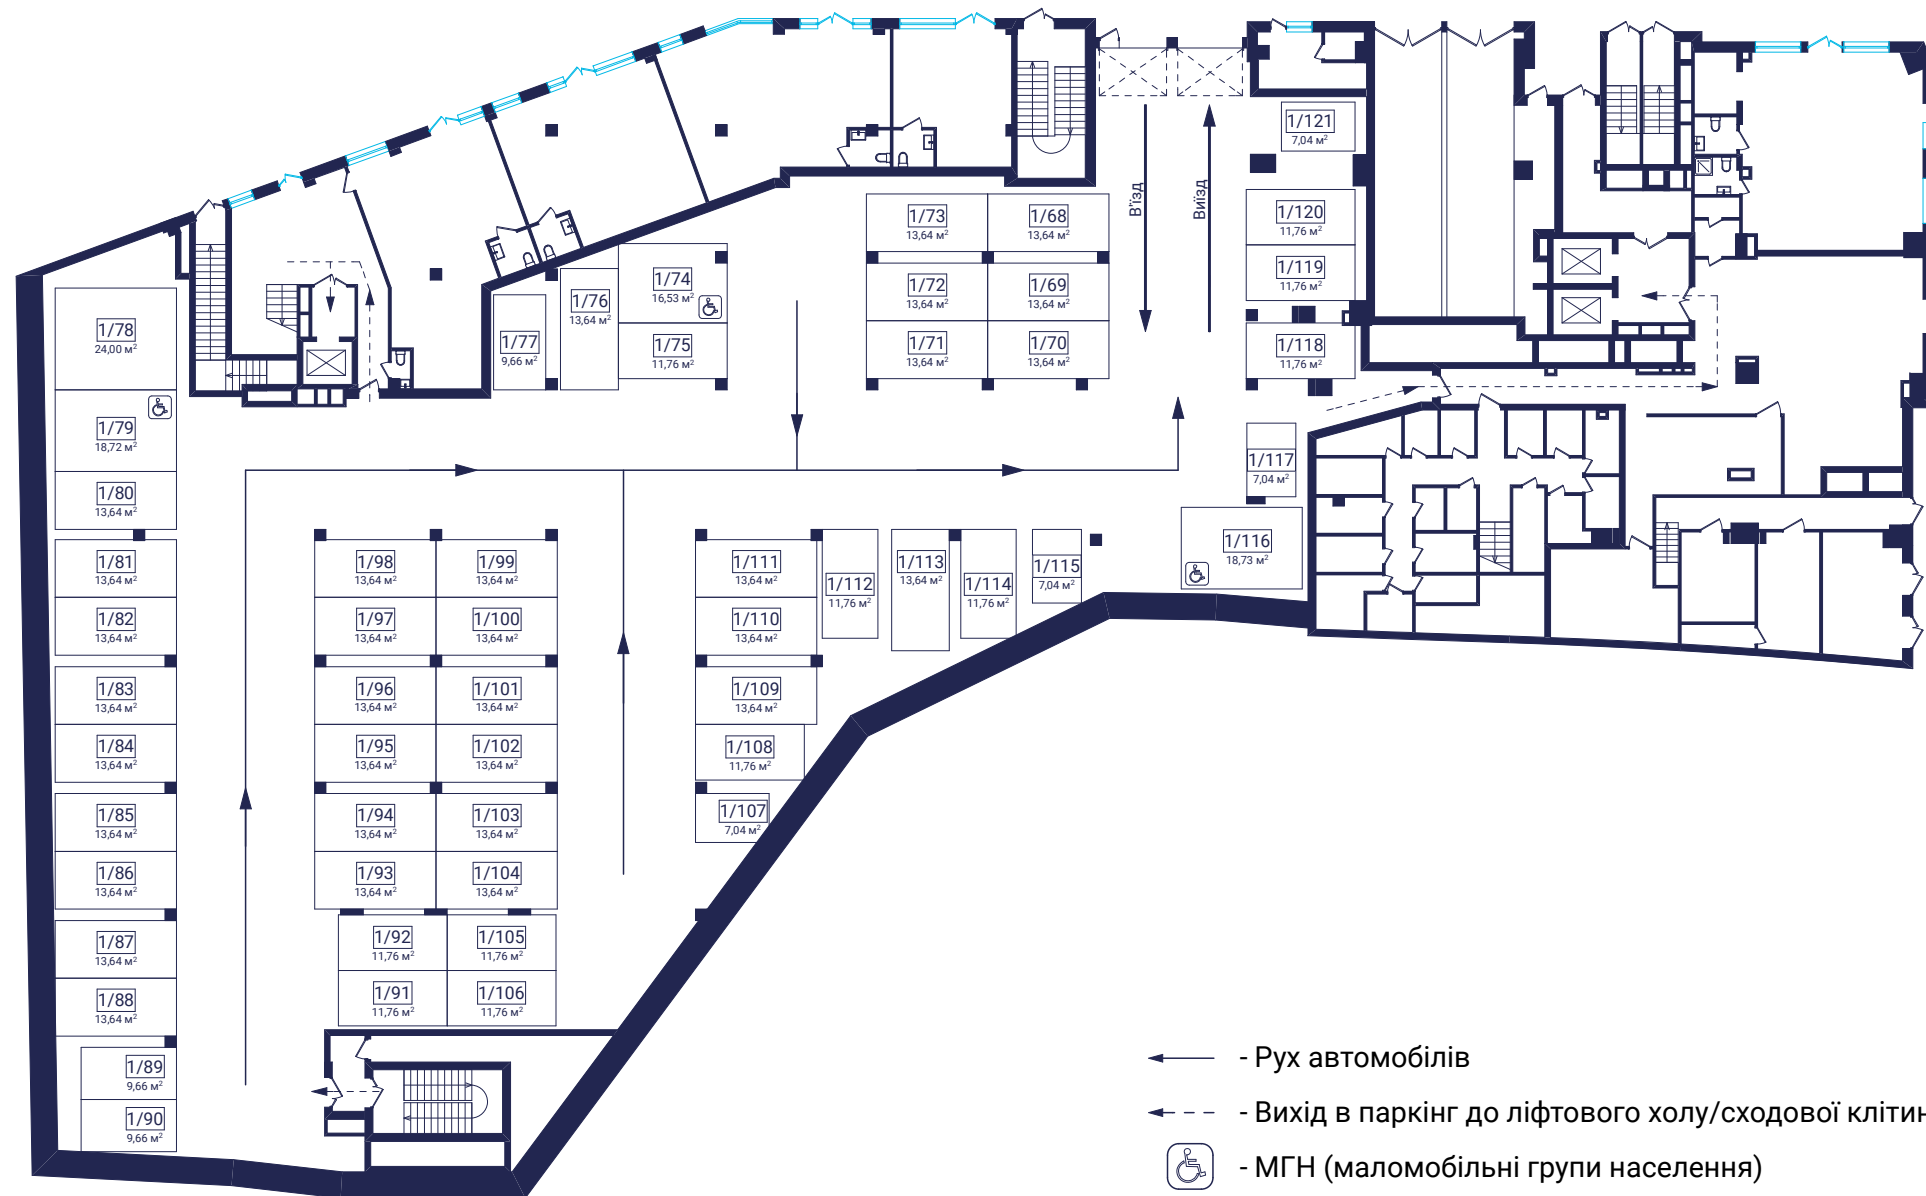 1/121
7,04 м²
В'їзд
Виїзд
1/73
13,64 м²
1/68
13,64 м²
1/120
11,76 м²
1/74
16,53 м²
1/76
13,64 м²
1/72
13,64 м²
1/69
13,64 м²
1/119
11,76 м²
1/78
24,00 м²
1/77
9,66 м²
1/75
11,76 м²
1/71
13,64 м²
1/70
13,64 м²
1/118
11,76 м²
1/79
18,72 м²
1/117
7,04 м²
1/80
13,64 м²
1/116
18,73 м²
1/81
13,64 м²
1/98
13,64 м²
1/99
13,64 м²
1/111
13,64 м²
1/112
11,76 м²
1/113
13,64 м²
1/114
11,76 м²
1/115
7,04 м²
1/82
13,64 м²
1/97
13,64 м²
1/100
13,64 м²
1/110
13,64 м²
1/83
13,64 м²
1/96
13,64 м²
1/101
13,64 м²
1/109
13,64 м²
1/84
13,64 м²
1/95
13,64 м²
1/102
13,64 м²
1/108
11,76 м²
1/85
13,64 м²
1/94
13,64 м²
1/103
13,64 м²
1/107
7,04 м²
1/86
13,64 м²
1/93
13,64 м²
1/104
13,64 м²
1/87
13,64 м²
1/92
11,76 м²
1/105
11,76 м²
1/88
13,64 м²
1/91
11,76 м²
1/106
11,76 м²
1/89
9,66 м²
1/90
9,66 м²
- Рух автомобілів
- Вихід в паркінг до ліфтового холу/сходової клітин
- МГН (маломобільні групи населення)